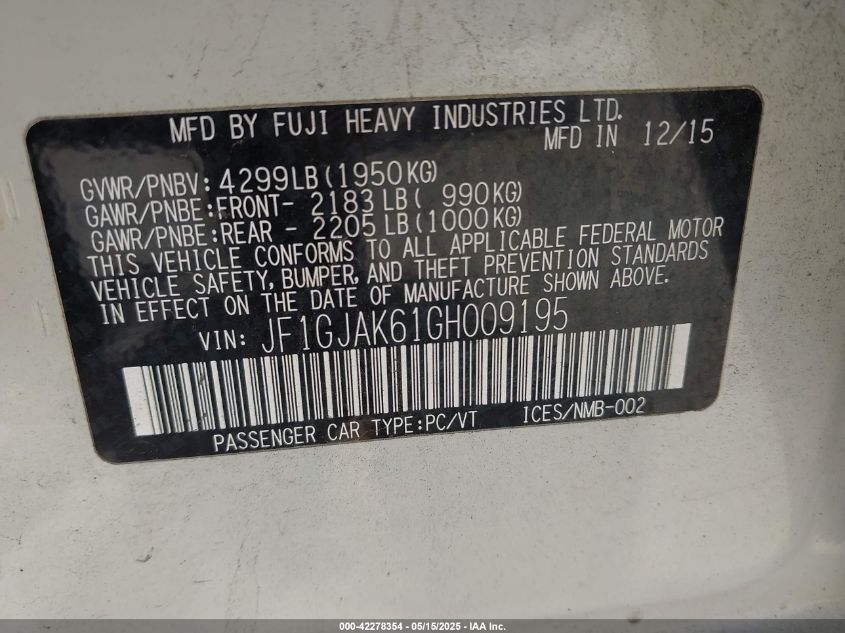 MFD BY FUJI HEAVY INDUSTRIES LTD.
MFD IN 12/15
GVWR/PNBV: 4299LB(1950KG)
GAWR/PNBE:FRONT- 2183LB( 990KG)
GAWR/PNBE:REAR - 2205LB(1000KG)
THIS VEHICLE CONFORMS TO ALL APPLICABLE FEDERAL MOTOR
VEHICLE SAFETY, BUMPER, AND THEFT PREVENTION STANDARDS
IN EFFECT ON THE DATE OF MANUFACTURE SHOWN ABOVE.
VIN: JF1GJAK61GH009195
PASSENGER CAR TYPE:PC/VT ICES/NMB-002
000-42278354 - 05/15/2025 - IAA Inc.